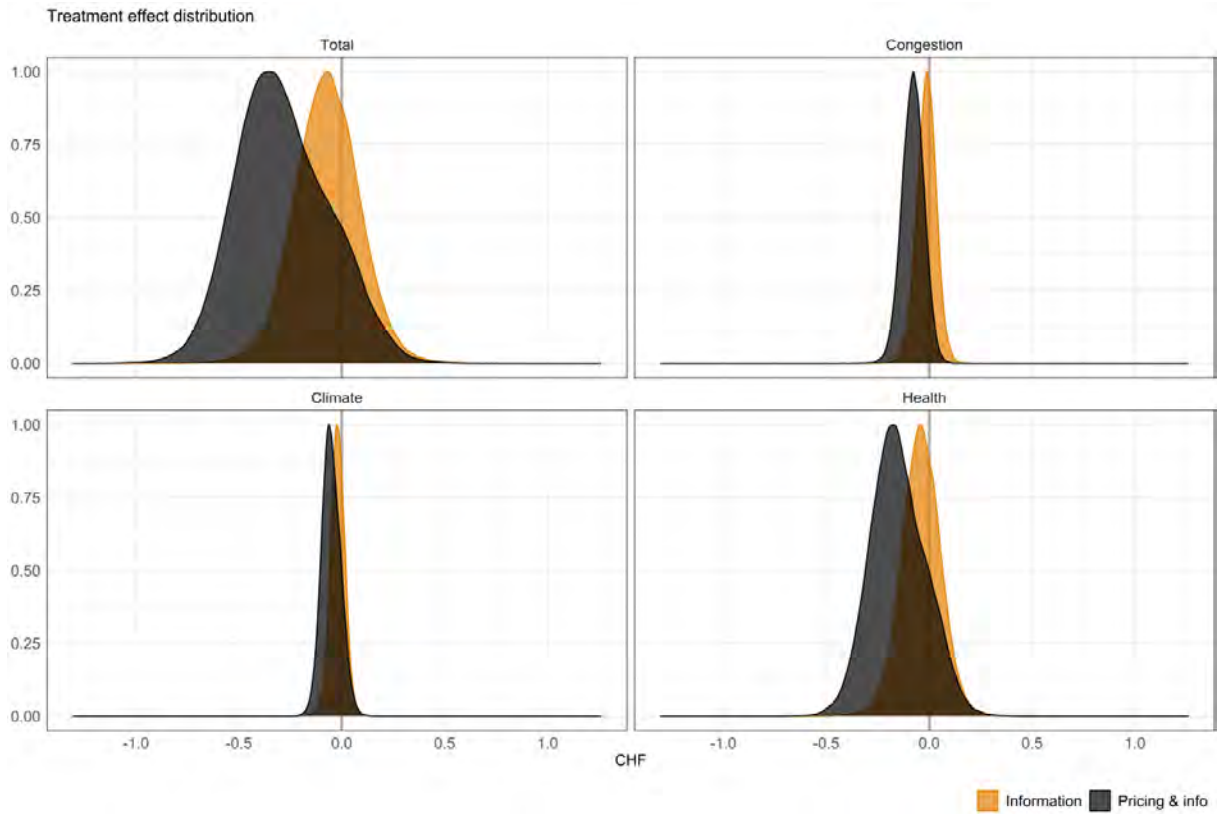 Treatment effect distribution
Total
Congestion
1.00
0.75
0.50
0.25
0.00
Climate
Health
1.00
0.75
0.50
0.25
0.00
-1.0 -0.5 0.0 0.5 1.0
-1.0 -0.5 0.0 0.5 1.0
CHF
Information Pricing & info